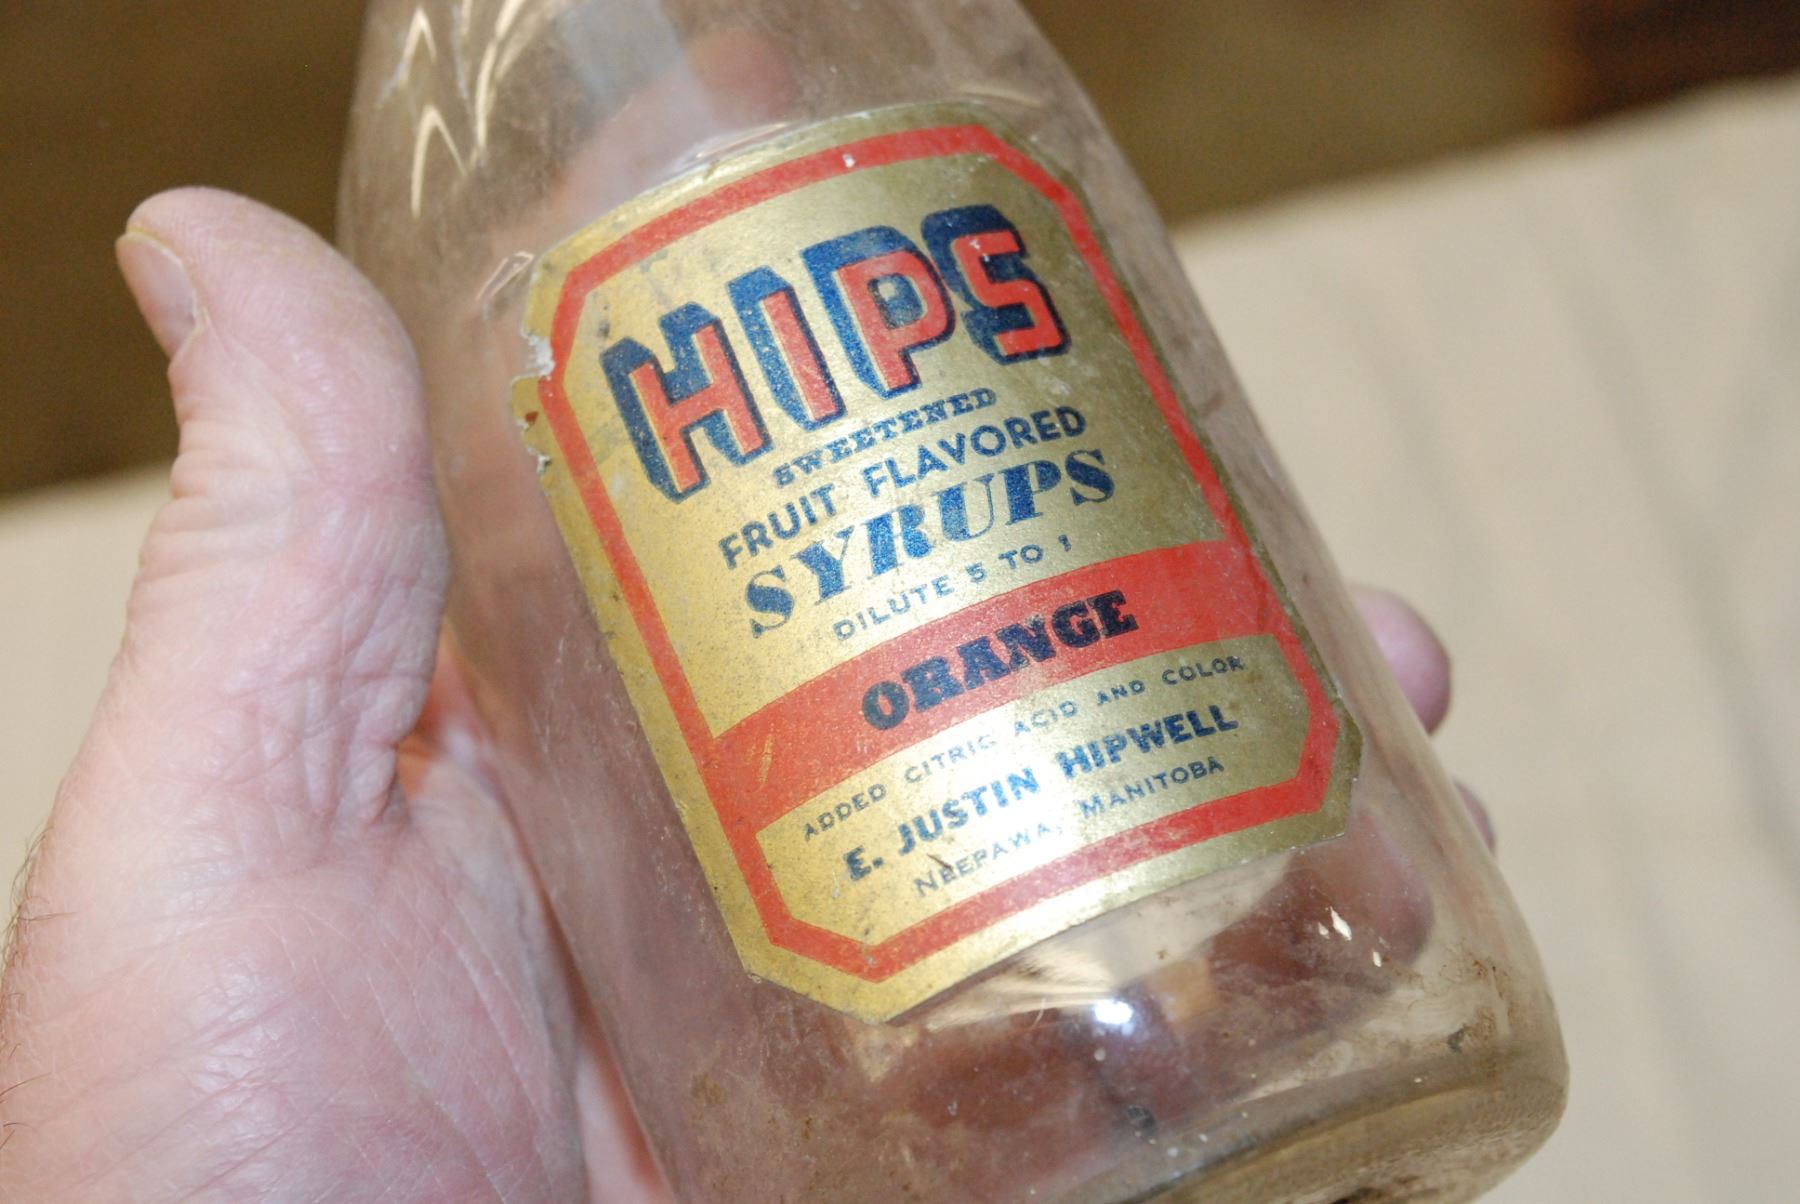 HIPS
SWEETENED
FRUIT FLAVORED
SYRUPS
DILUTE 5 TO 1
ORANGE
ADDED CITRIC ACID AND COLOR
E. JUSTIN HIPWELL
NEEPAWA, MANITOBA